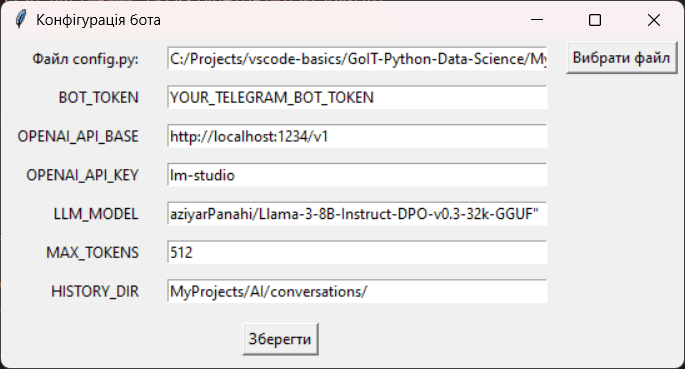 Конфігурація бота
Файл config.py: C:/Projects/vscode-basics/GoIT-Python-Data-Science/My Вибрати файл
BOT_TOKEN YOUR_TELEGRAM_BOT_TOKEN
OPENAI_API_BASE http://localhost:1234/v1
OPENAI_API_KEY lm-studio
LLM_MODEL aziyarPanahi/Llama-3-8B-Instruct-DPO-v0.3-32k-GGUF"
MAX_TOKENS 512
HISTORY_DIR MyProjects/AI/conversations/
Зберегти